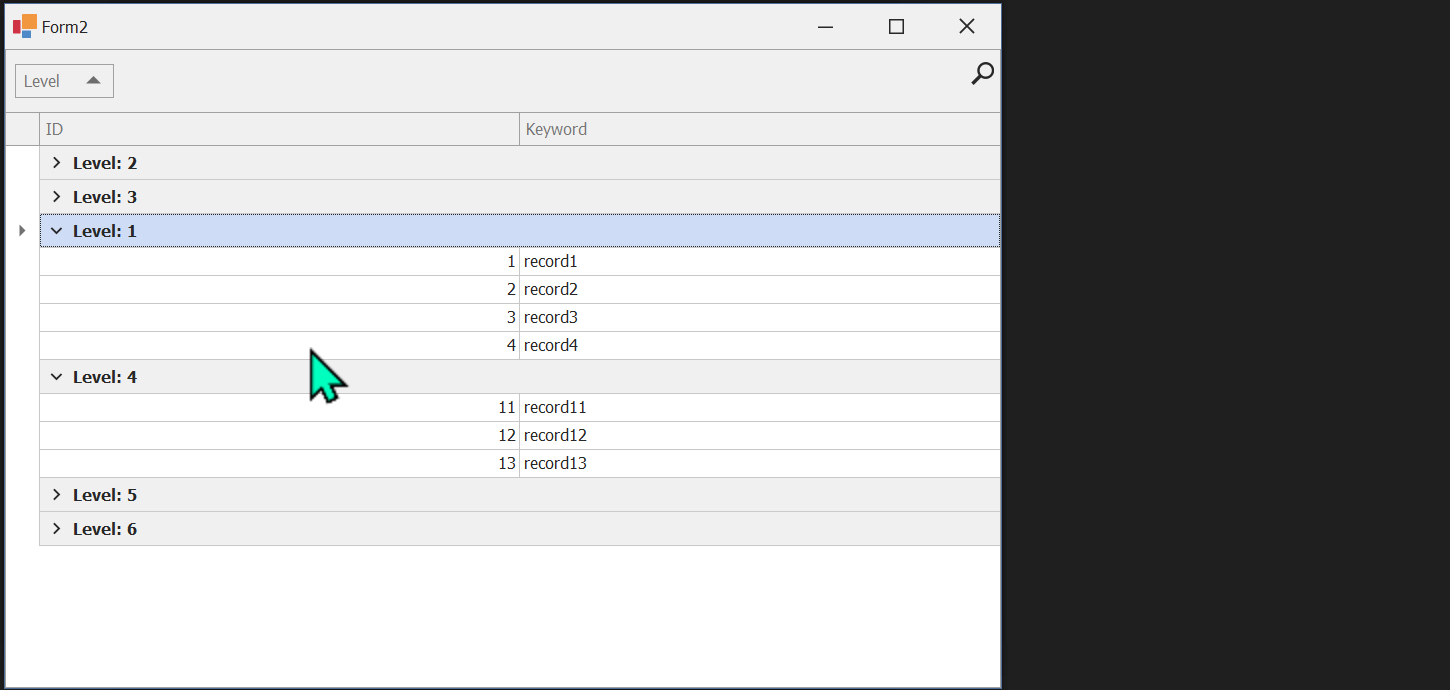 Form2
Level
ID Keyword
Level: 2
Level: 3
Level: 1
1 record1
2 record2
3 record3
4 record4
Level: 4
11 record11
12 record12
13 record13
Level: 5
Level: 6